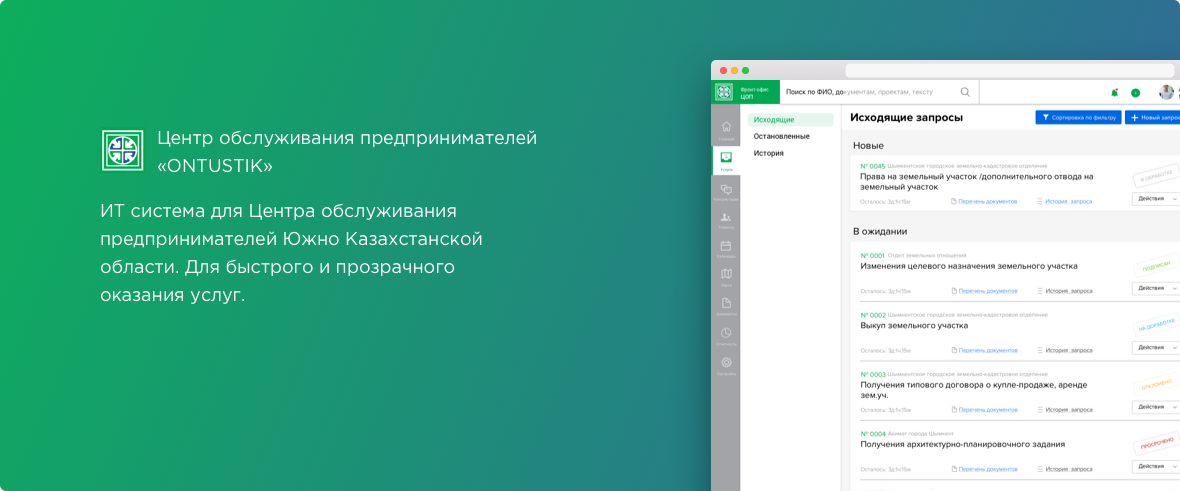 Центр обслуживания предпринимателей
«ONTUSTIK»
ИТ система для Центра обслуживания
предпринимателей Южно Казахстанской
области. Для быстрого и прозрачного
оказания услуг.
Фронт-офис
ЦОП
Поиск по ФИО, документам, проектам, тексту
Главная
Услуги
Календарь
Карта
Документы
Отчетность
Настройки
Исходящие
Остановленные
История
Исходящие запросы
Сортировка по фильтру
Новый запрос
Новые
№ 0045 Шымкентское городское земельно-кадастровое отделение
Права на земельный участок /дополнительного отвода на
земельный участок
Осталось: 3д:1ч:15м
Перечень документов
История запроса
В ОБРАБОТКЕ
Действия
В ожидании
№ 0001 Отдел земельных отношений
Изменения целевого назначения земельного участка
Осталось: 3д:1ч:15м
Перечень документов
История запроса
ПОДПИСАН
Действия
№ 0002 Шымкентское городское земельно-кадастровое отделение
Выкуп земельного участка
Осталось: 3д:1ч:15м
Перечень документов
История запроса
НА ДОРАБОТКЕ
Действия
№ 0003 Шымкентское городское земельно-кадастровое отделение
Получения типового договора о купле-продаже, аренде
зем.уч.
Осталось: 3д:1ч:15м
Перечень документов
История запроса
ОТКЛОНЕНО
Действия
№ 0004 Акимат города Шымкент
Получения архитектурно-планировочного задания
Осталось: 3д:1ч:15м
Перечень документов
История запроса
ПРОСРОЧЕНО
Действия